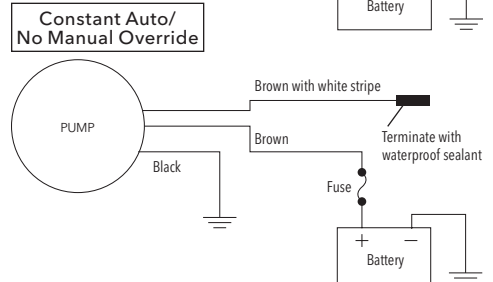 Battery
Constant Auto/
No Manual Override
Brown with white stripe
PUMP
Brown
Terminate with
waterproof sealant
Black
Fuse
+ −
Battery